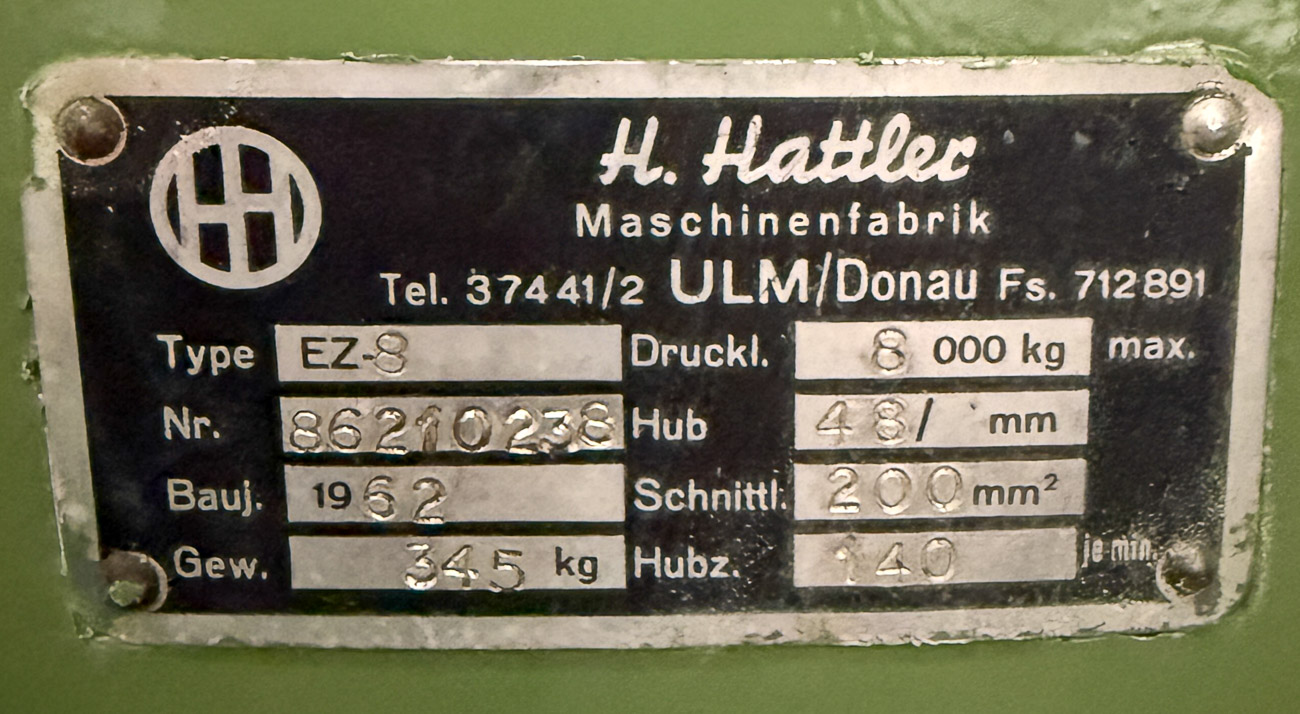 HH
H. Hattler
Maschinenfabrik
Tel. 37441/2 ULM/Donau Fs. 712891
Type EZ-8 Druckl. 8 000 kg max.
Nr. 86210238 Hub 48/ mm
Bauj. 1962 Schnittl. 200 mm²
Gew. 345 kg Hubz. 140 je min.